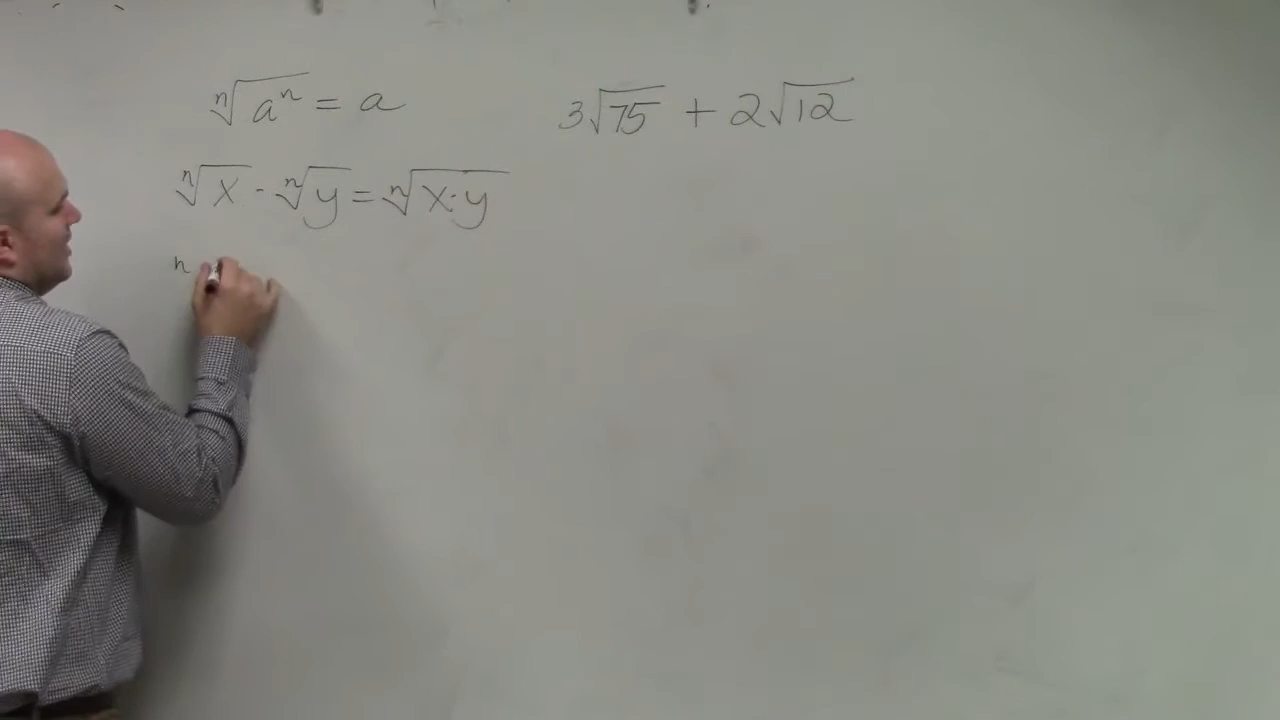 ⁿ√aⁿ = a
3√75 + 2√12
ⁿ√x · ⁿ√y = ⁿ√x·y
n